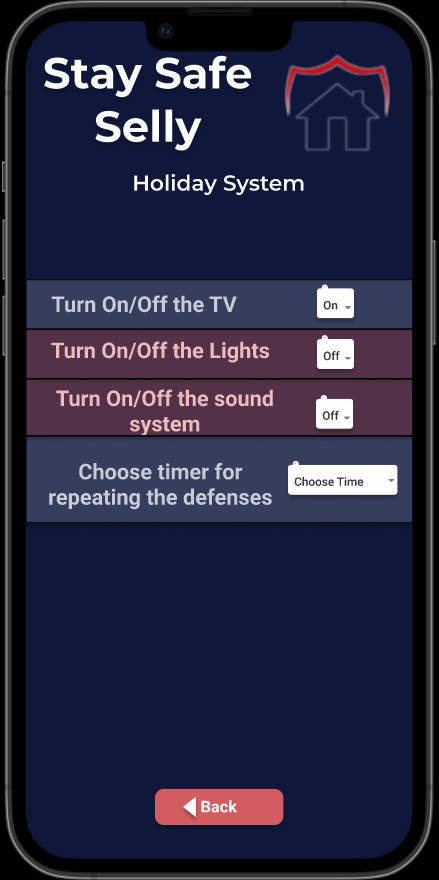 Stay Safe
Selly
Holiday System
Turn On/Off the TV
On
Turn On/Off the Lights
Off
Turn On/Off the sound
system
Off
Choose timer for
repeating the defenses
Choose Time
Back